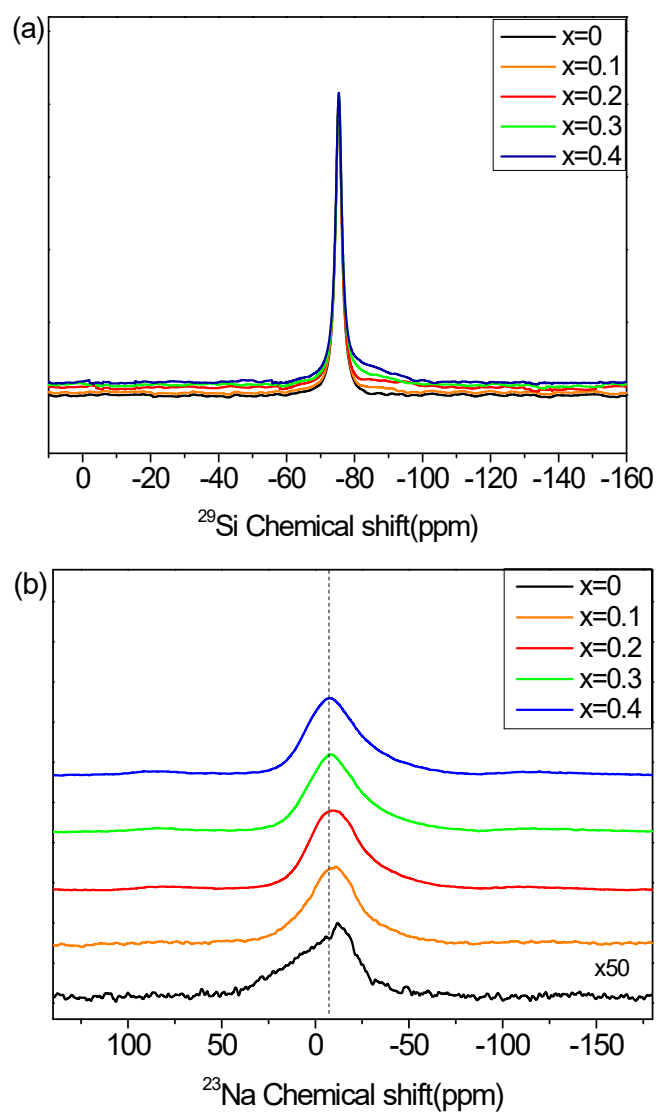 (a)
x=0
x=0.1
x=0.2
x=0.3
x=0.4
0 -20 -40 -60 -80 -100 -120 -140 -160
29Si Chemical shift(ppm)
(b)
x=0
x=0.1
x=0.2
x=0.3
x=0.4
x50
100 50 0 -50 -100 -150
23Na Chemical shift(ppm)